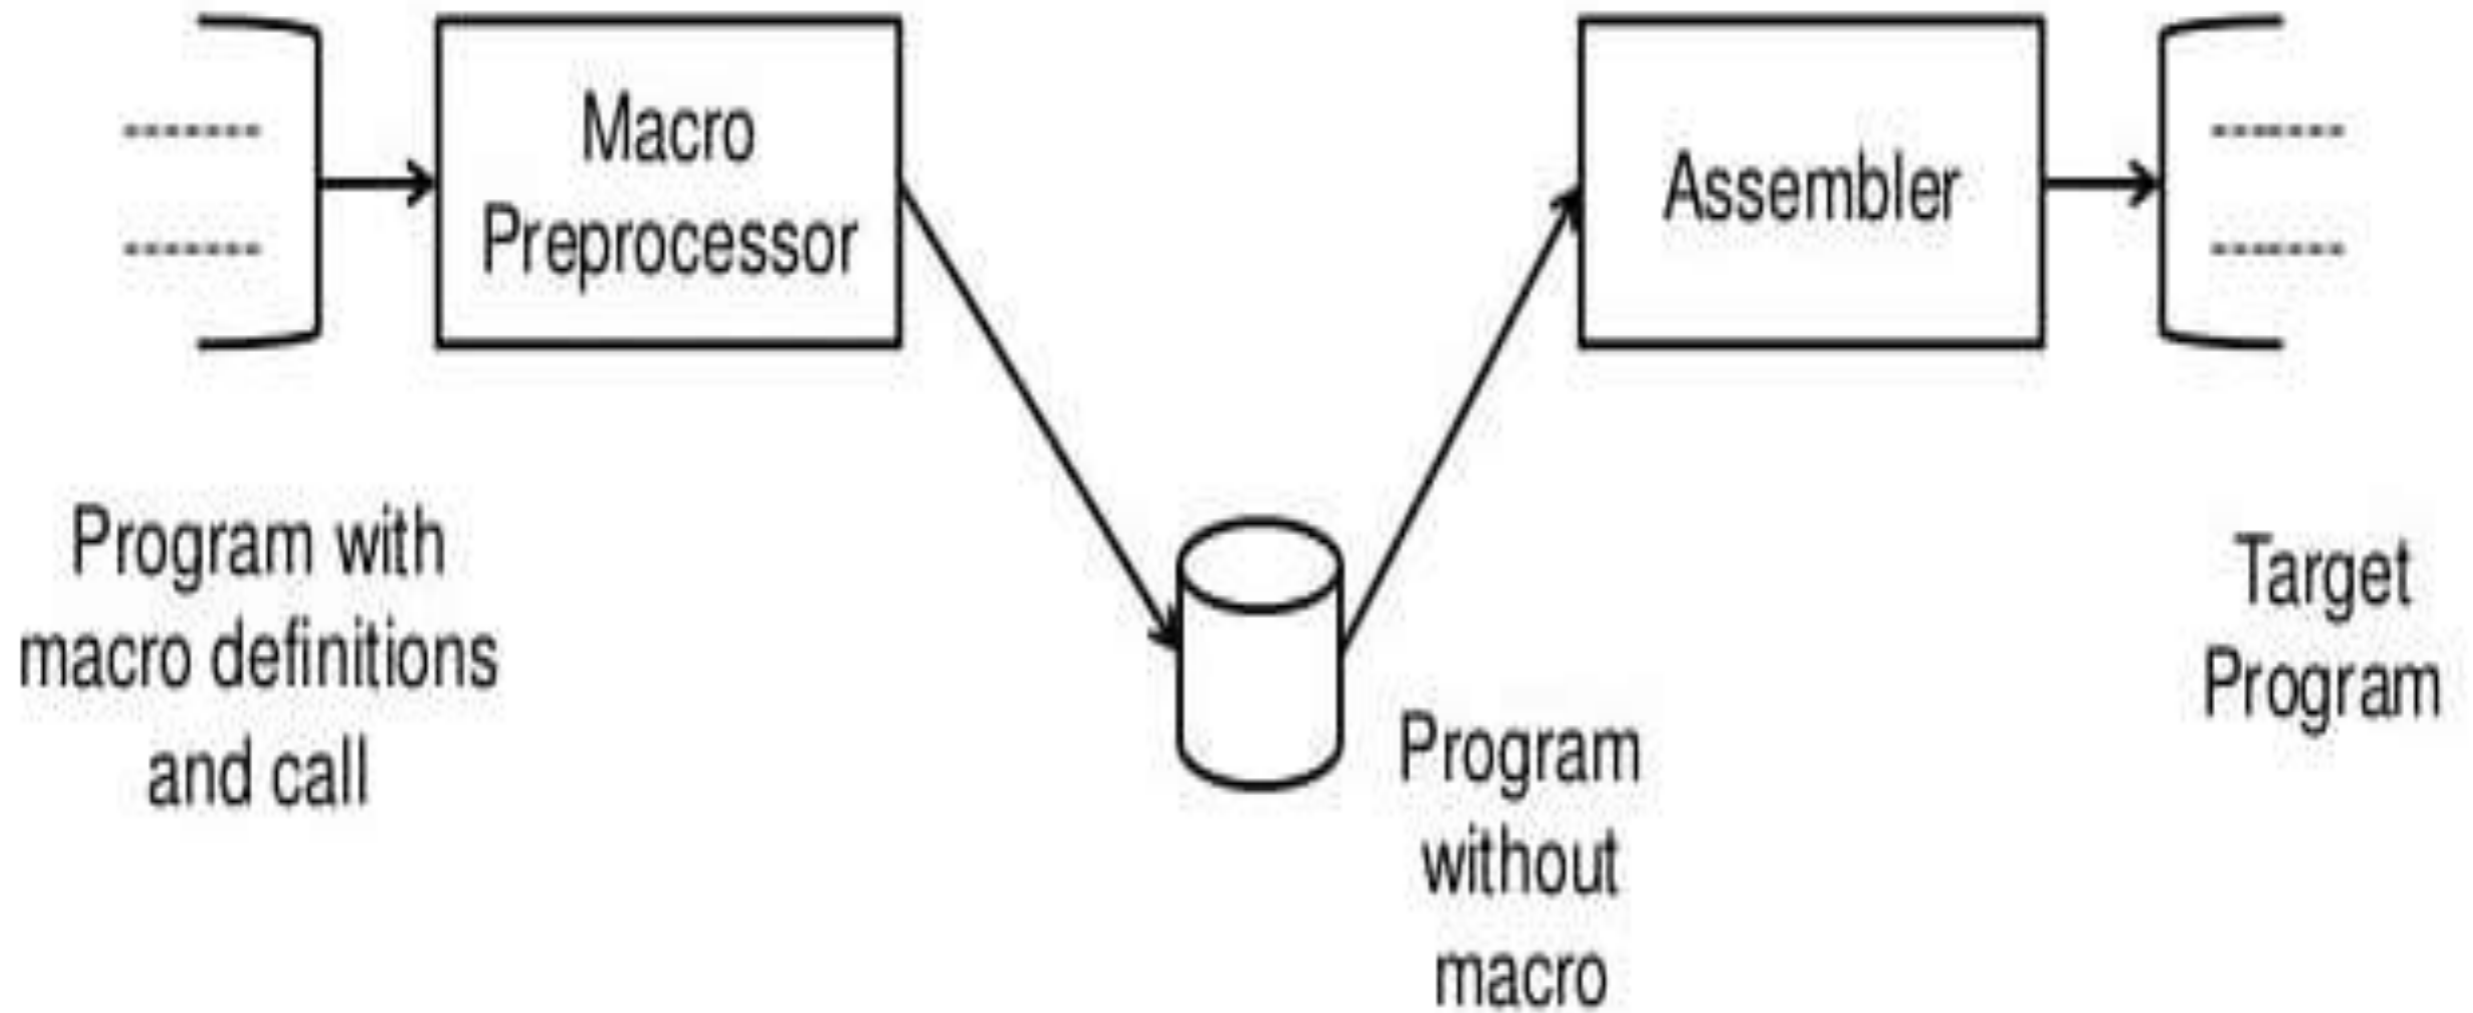 Macro
Preprocessor
Assembler
Program with
macro definitions
and call
Program
without
macro
Target
Program